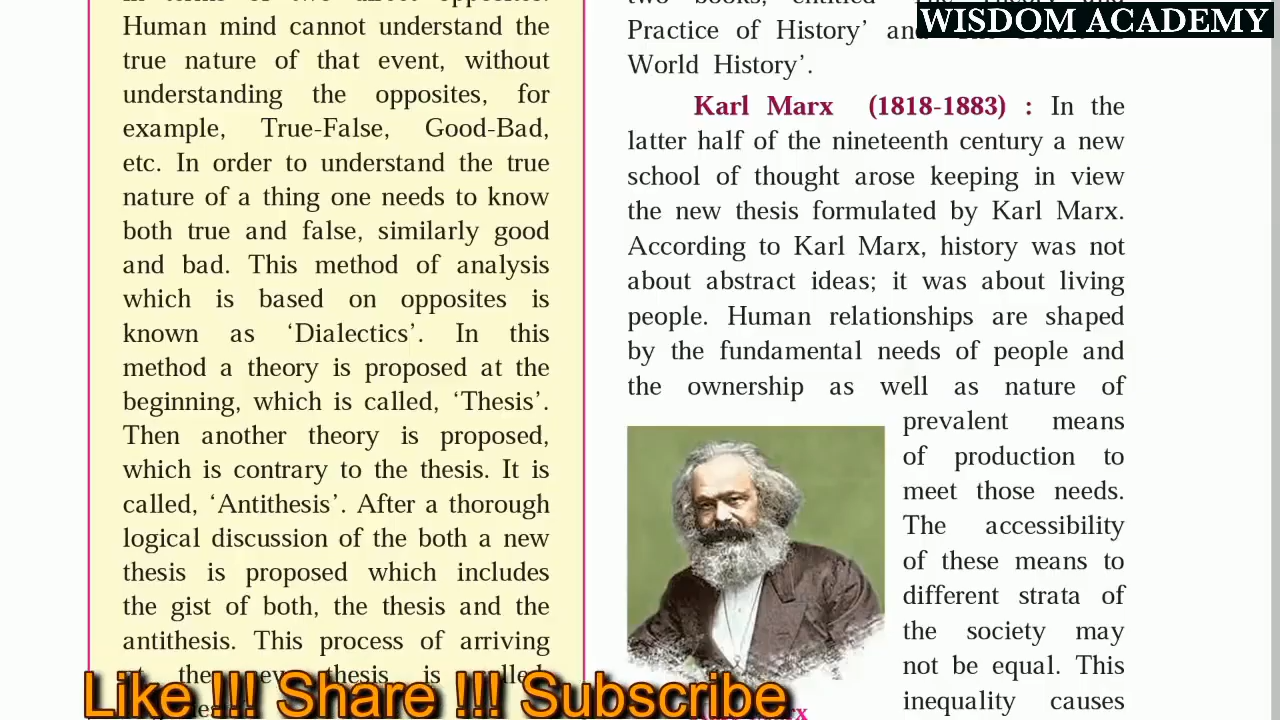 Human mind cannot understand the
true nature of that event, without
understanding the opposites, for
example, True-False, Good-Bad,
etc. In order to understand the true
nature of a thing one needs to know
both true and false, similarly good
and bad. This method of analysis
which is based on opposites is
known as ‘Dialectics’. In this
method a theory is proposed at the
beginning, which is called, ‘Thesis’.
Then another theory is proposed,
which is contrary to the thesis. It is
called, ‘Antithesis’. After a thorough
logical discussion of the both a new
thesis is proposed which includes
the gist of both, the thesis and the
antithesis. This process of arriving
thesis is
WISDOM ACADEMY
Practice of History’
World History’.
Karl Marx (1818-1883) : In the
latter half of the nineteenth century a new
school of thought arose keeping in view
the new thesis formulated by Karl Marx.
According to Karl Marx, history was not
about abstract ideas; it was about living
people. Human relationships are shaped
by the fundamental needs of people and
the ownership as well as nature of
prevalent means
of production to
meet those needs.
The accessibility
of these means to
different strata of
the society may
not be equal. This
inequality causes
Karl Marx
Like !!! Share !!! Subscribe